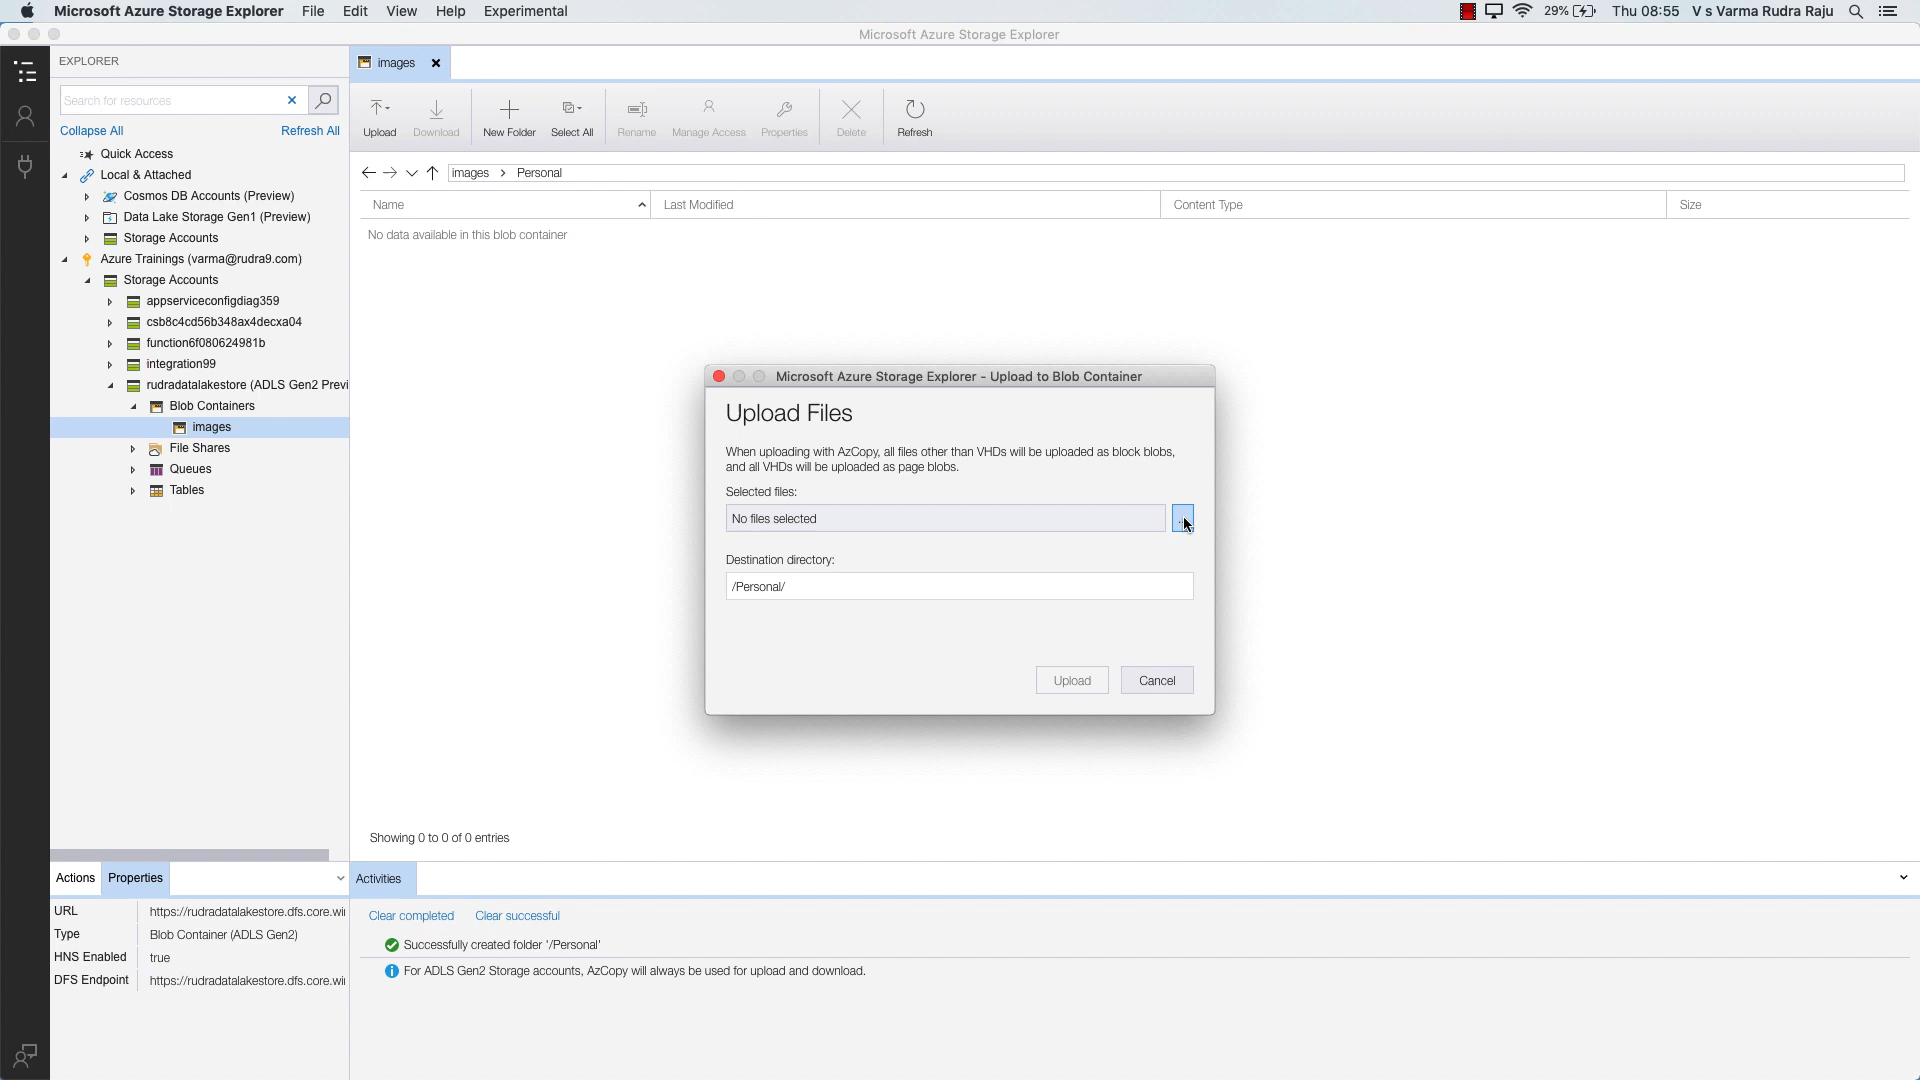 Microsoft Azure Storage Explorer File Edit View Help Experimental 29% Thu 08:55 V s Varma Rudra Raju
Microsoft Azure Storage Explorer
EXPLORER
images
Search for resources
Upload Download New Folder Select All Rename Manage Access Properties Delete Refresh
Collapse All Refresh All
Quick Access
Local & Attached
Cosmos DB Accounts (Preview)
Data Lake Storage Gen1 (Preview)
Storage Accounts
Azure Trainings (varma@rudra9.com)
Storage Accounts
appserviceconfigdiag359
csb8c4cd56b348ax4decxa04
function6f080624981b
integration99
rudradatalakestore (ADLS Gen2 Previ
Blob Containers
images
File Shares
Queues
Tables
images > Personal
Name Last Modified Content Type Size
No data available in this blob container
Microsoft Azure Storage Explorer - Upload to Blob Container
Upload Files
When uploading with AzCopy, all files other than VHDs will be uploaded as block blobs,
and all VHDs will be uploaded as page blobs.
Selected files:
No files selected
Destination directory:
/Personal/
Upload Cancel
Showing 0 to 0 of 0 entries
Actions Properties
URL https://rudradatalakestore.dfs.core.wi
Type Blob Container (ADLS Gen2)
HNS Enabled true
DFS Endpoint https://rudradatalakestore.dfs.core.wi
Activities
Clear completed Clear successful
Successfully created folder '/Personal'
For ADLS Gen2 Storage accounts, AzCopy will always be used for upload and download.